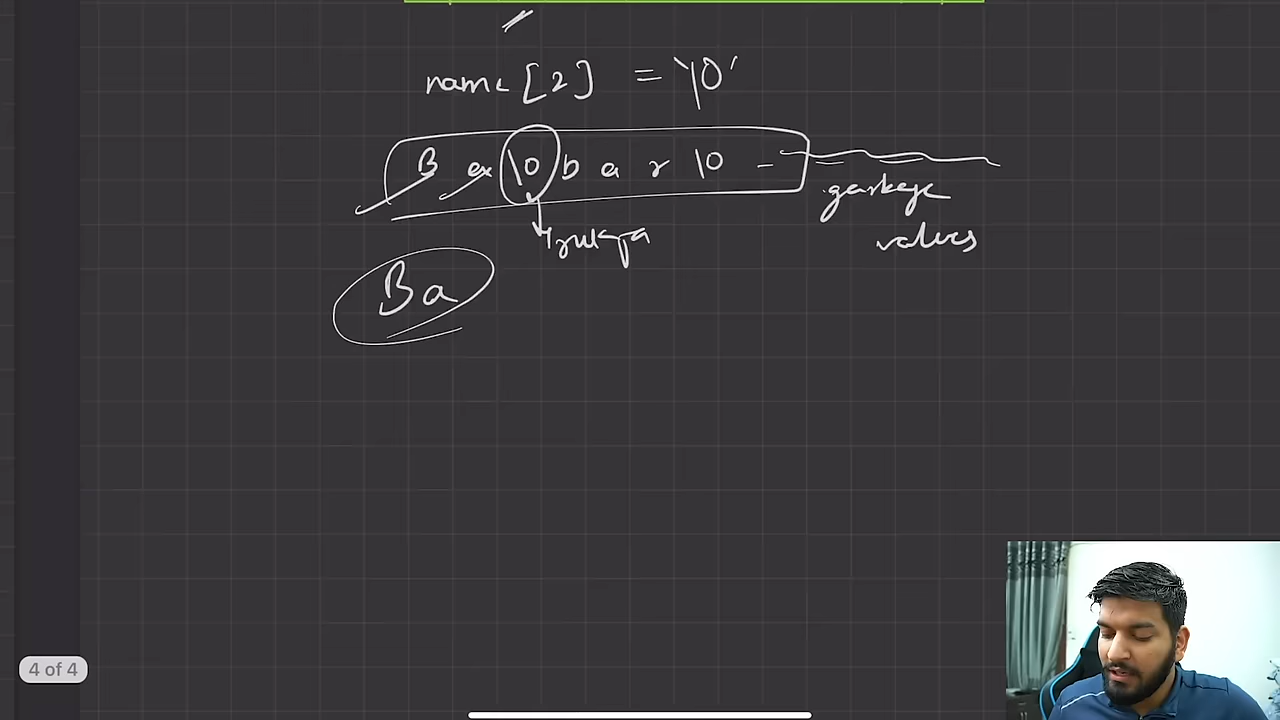 name [2] = '\0'
B a \0 b a r \0 -
garbage
values
Ba
4 of 4